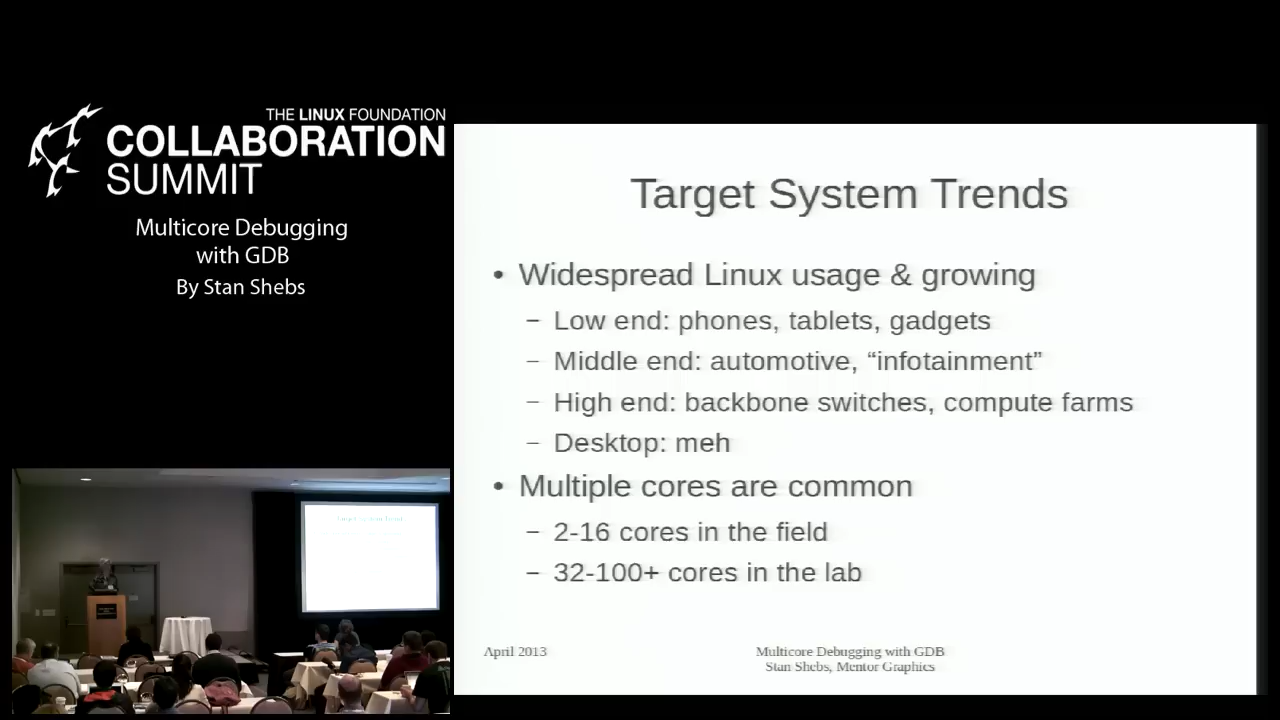 THE LINUX FOUNDATION
COLLABORATION
SUMMIT
Multicore Debugging
with GDB
By Stan Shebs
Target System Trends
• Widespread Linux usage & growing
– Low end: phones, tablets, gadgets
– Middle end: automotive, “infotainment”
– High end: backbone switches, compute farms
– Desktop: meh
• Multiple cores are common
– 2-16 cores in the field
– 32-100+ cores in the lab
April 2013
Multicore Debugging with GDB
Stan Shebs, Mentor Graphics
Target System Trends